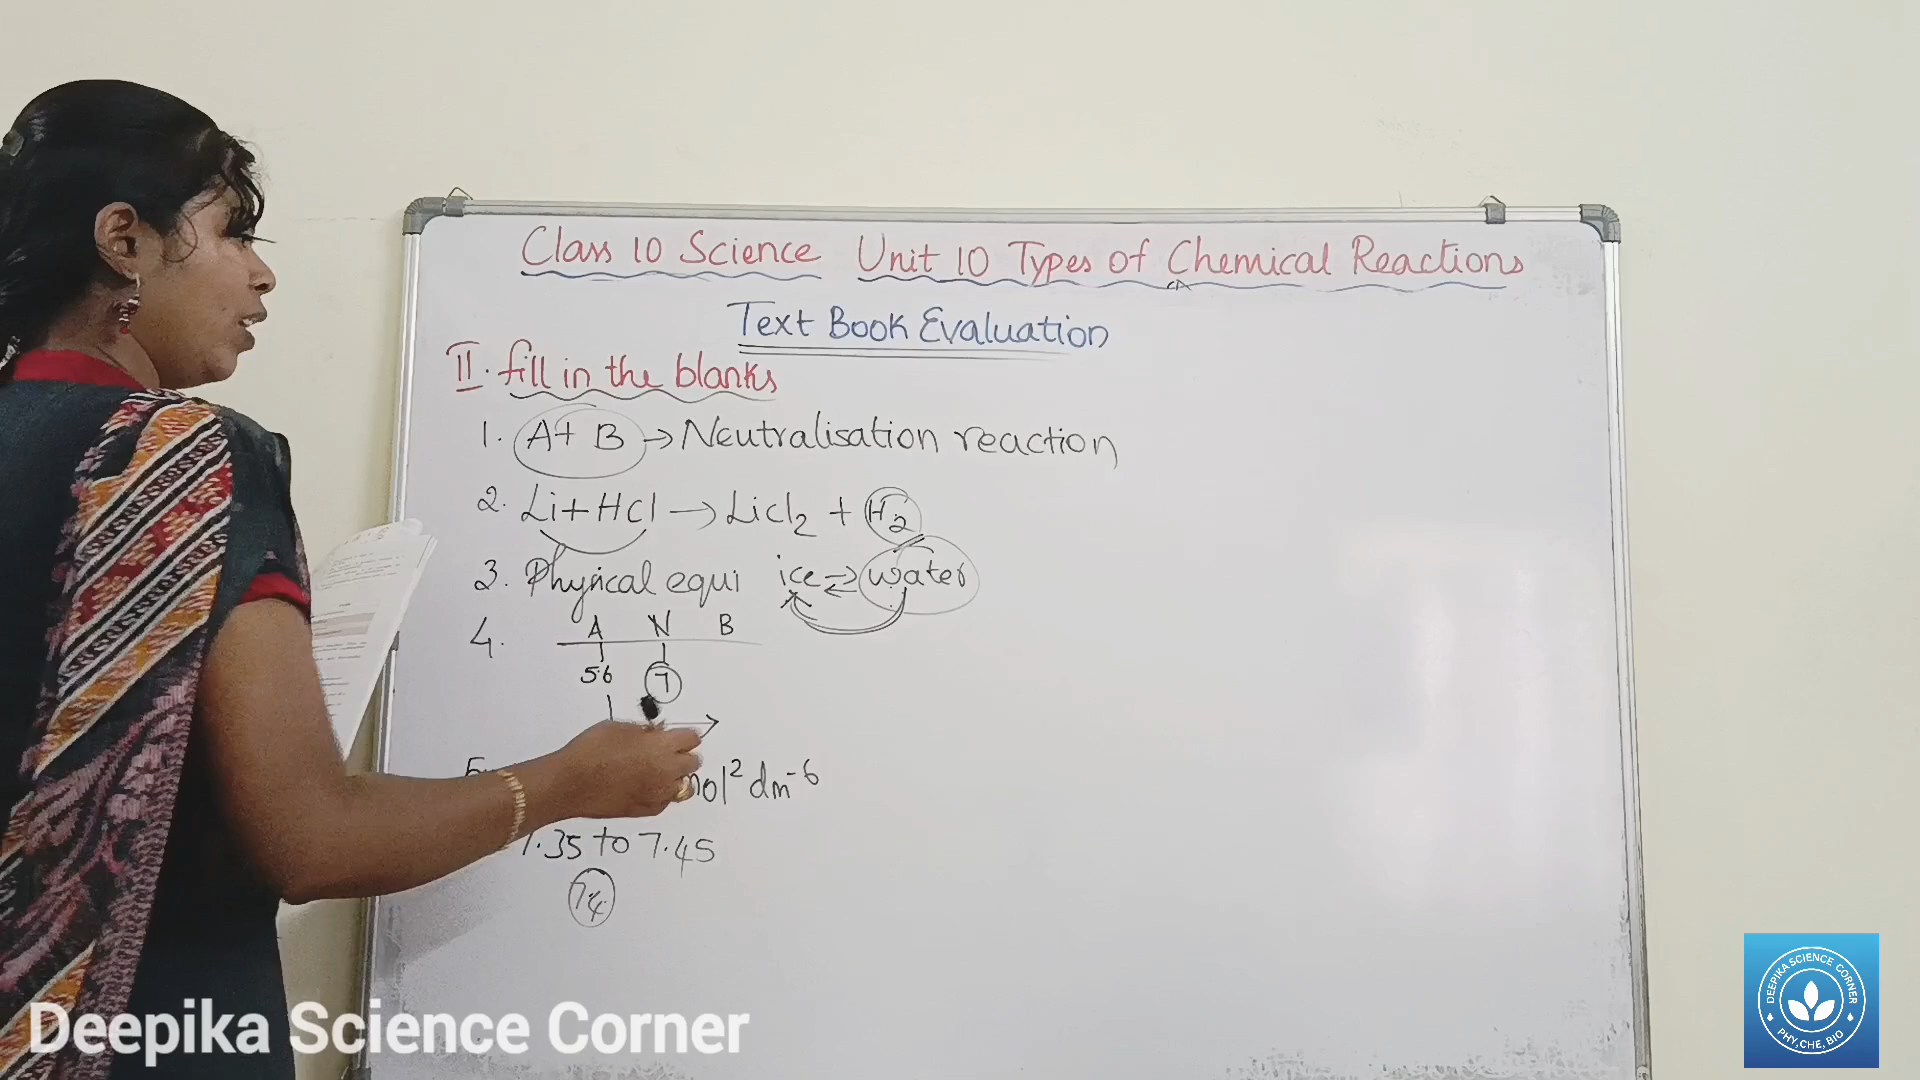 Class 10 Science Unit 10 Types of Chemical Reactions
Text Book Evaluation
II. fill in the blanks
1. A+ B → Neutralisation reaction
2. Li + HCl → LiCl2 + H2
3. Physical equi ice ⇌ water
4. A N B
5.6 7
mol² dm⁻⁶
7.35 to 7.45
7.4
Deepika Science Corner
DEEPIKA SCIENCE CORNER
PHY, CHE, BIO